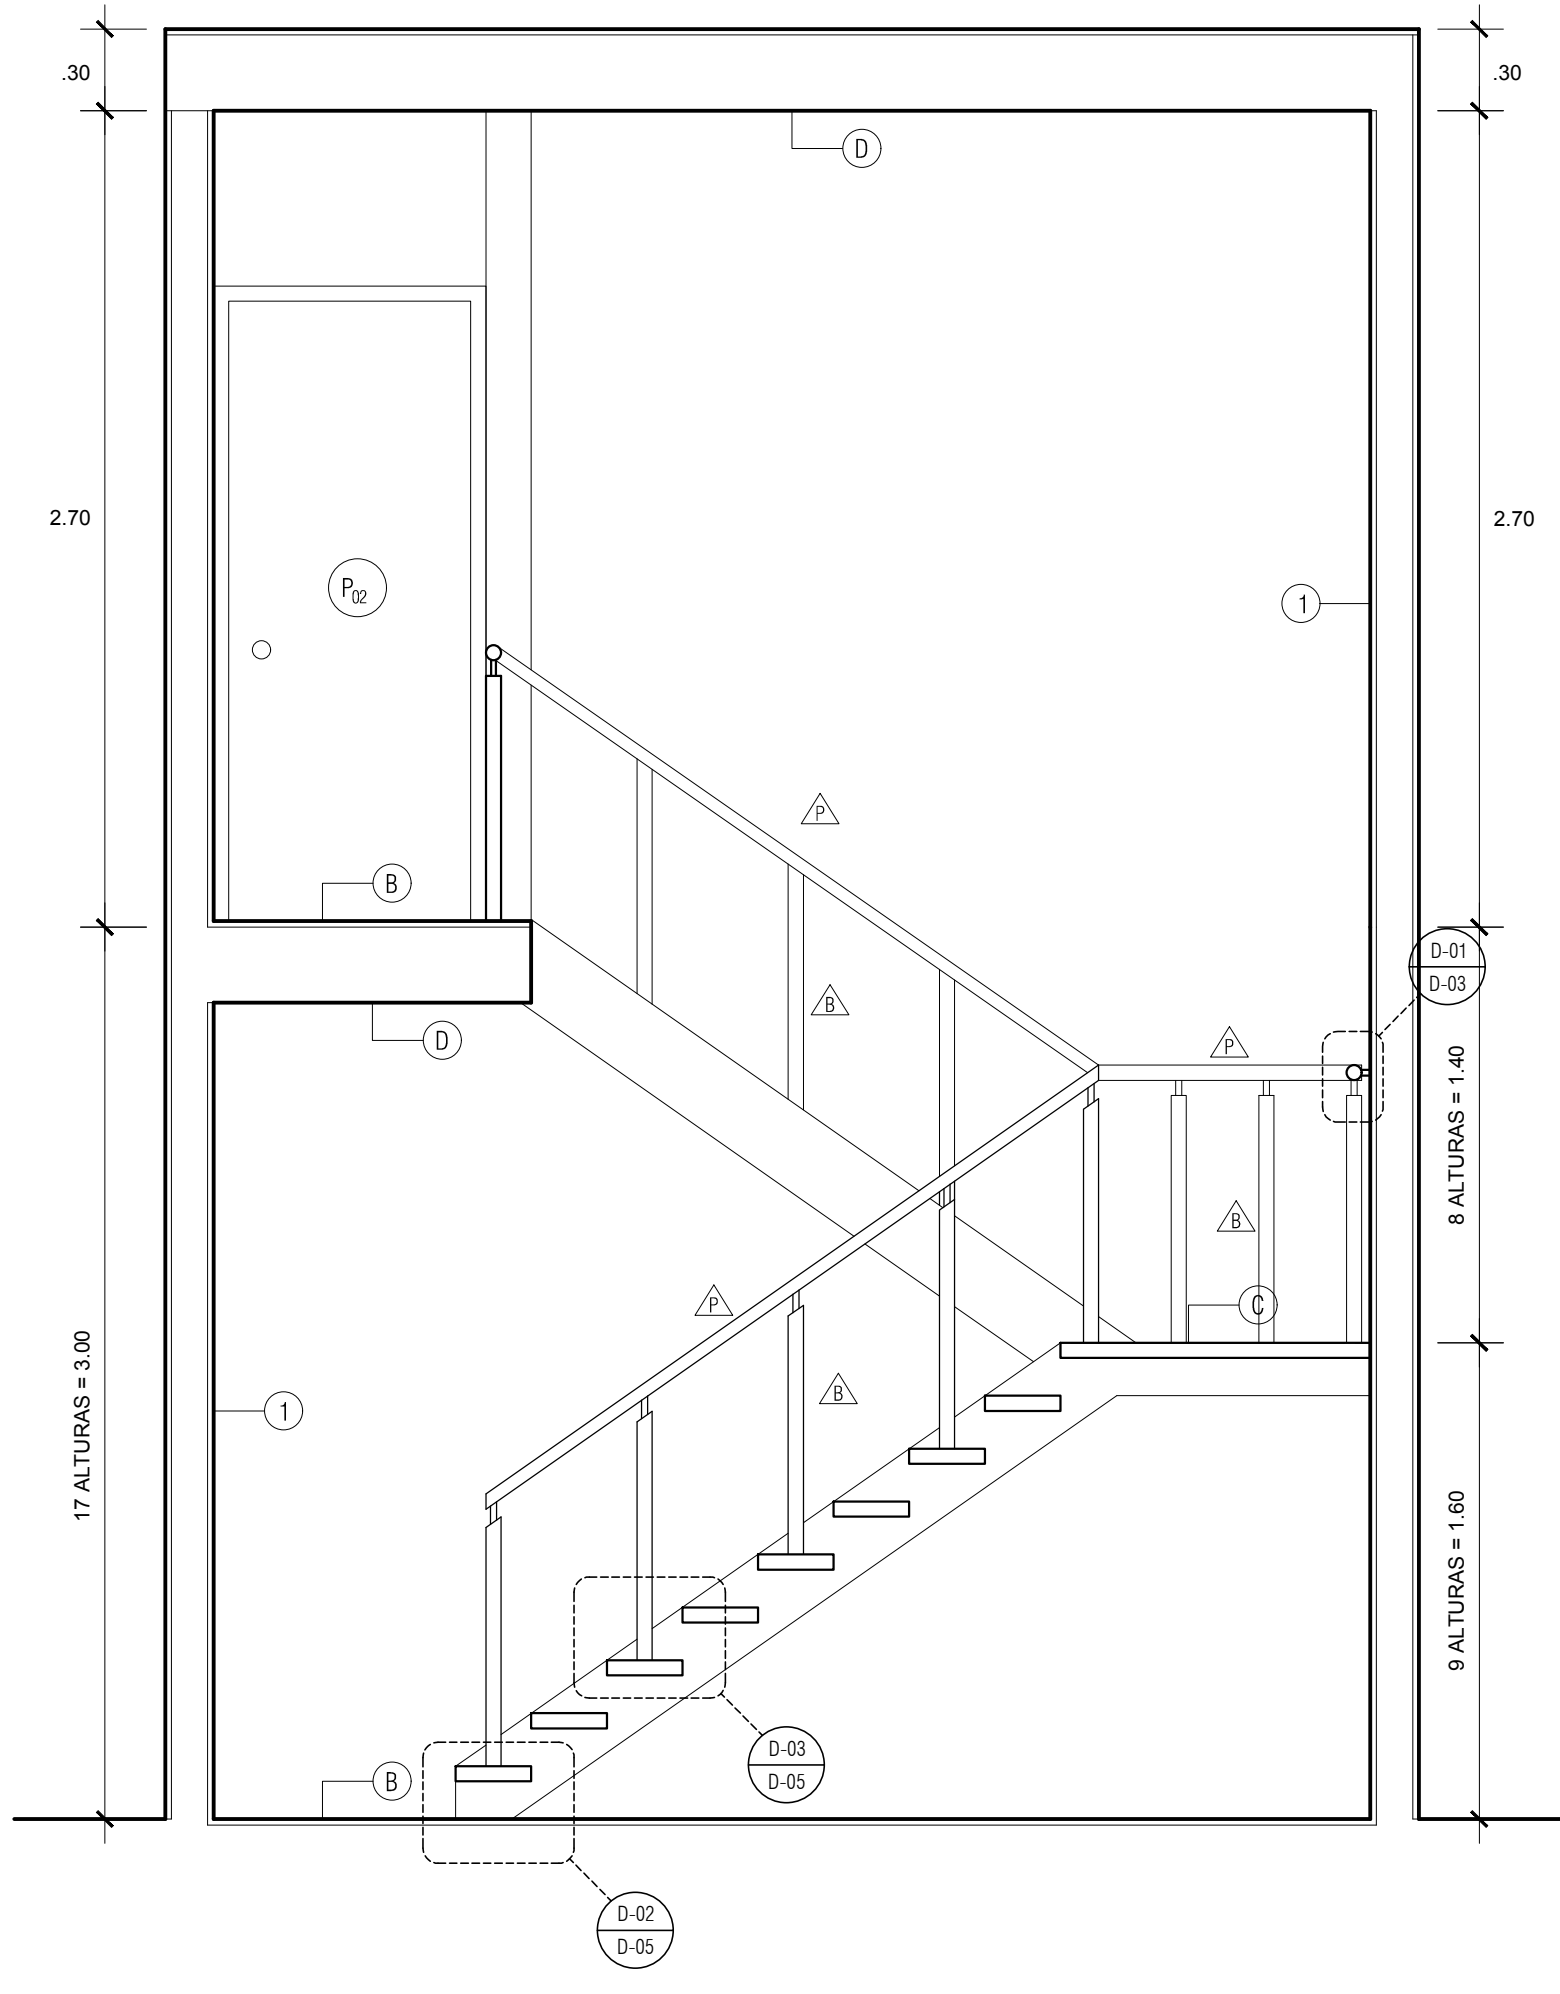 .30
.30
D
2.70
2.70
P02
1
P
B
B
D-01
D-03
D
P
8 ALTURAS = 1.40
B
P
C
17 ALTURAS = 3.00
B
1
9 ALTURAS = 1.60
D-03
D-05
B
D-02
D-05